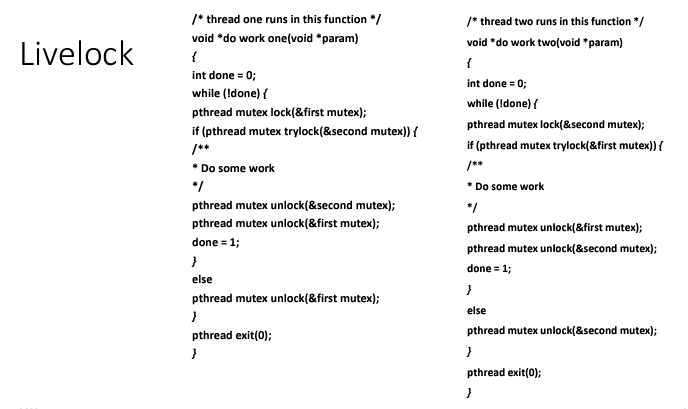 Livelock
/* thread one runs in this function */
void *do work one(void *param)
{
int done = 0;
while (!done) {
pthread mutex lock(&first mutex);
if (pthread mutex trylock(&second mutex)) {
/**
* Do some work
*/
pthread mutex unlock(&second mutex);
pthread mutex unlock(&first mutex);
done = 1;
}
else
pthread mutex unlock(&first mutex);
}
pthread exit(0);
}
/* thread two runs in this function */
void *do work two(void *param)
{
int done = 0;
while (!done) {
pthread mutex lock(&second mutex);
if (pthread mutex trylock(&first mutex)) {
/**
* Do some work
*/
pthread mutex unlock(&first mutex);
pthread mutex unlock(&second mutex);
done = 1;
}
else
pthread mutex unlock(&second mutex);
}
pthread exit(0);
}